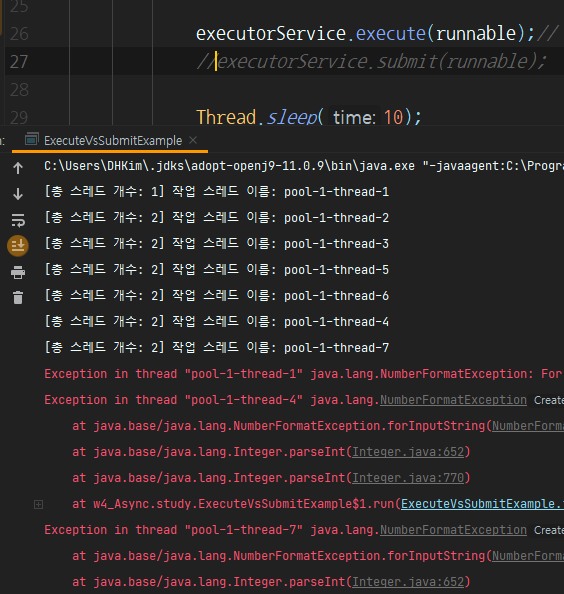 25
26 executorService.execute(runnable);//
27 //executorService.submit(runnable);
28
29 Thread.sleep( time: 10);
: ExecuteVsSubmitExample ×
C:\Users\DHKim\.jdks\adopt-openj9-11.0.9\bin\java.exe "-javaagent:C:\Progra
[총 스레드 개수: 1] 작업 스레드 이름: pool-1-thread-1
[총 스레드 개수: 2] 작업 스레드 이름: pool-1-thread-2
[총 스레드 개수: 2] 작업 스레드 이름: pool-1-thread-3
[총 스레드 개수: 2] 작업 스레드 이름: pool-1-thread-5
[총 스레드 개수: 2] 작업 스레드 이름: pool-1-thread-6
[총 스레드 개수: 2] 작업 스레드 이름: pool-1-thread-4
[총 스레드 개수: 2] 작업 스레드 이름: pool-1-thread-7
Exception in thread "pool-1-thread-1" java.lang.NumberFormatException: For
Exception in thread "pool-1-thread-4" java.lang.NumberFormatException Create
at java.base/java.lang.NumberFormatException.forInputString(NumberForma
at java.base/java.lang.Integer.parseInt(Integer.java:652)
at java.base/java.lang.Integer.parseInt(Integer.java:770)
at w4_Async.study.ExecuteVsSubmitExample$1.run(ExecuteVsSubmitExample.
Exception in thread "pool-1-thread-7" java.lang.NumberFormatException Create
at java.base/java.lang.NumberFormatException.forInputString(NumberForma
at java.base/java.lang.Integer.parseInt(Integer.java:652)